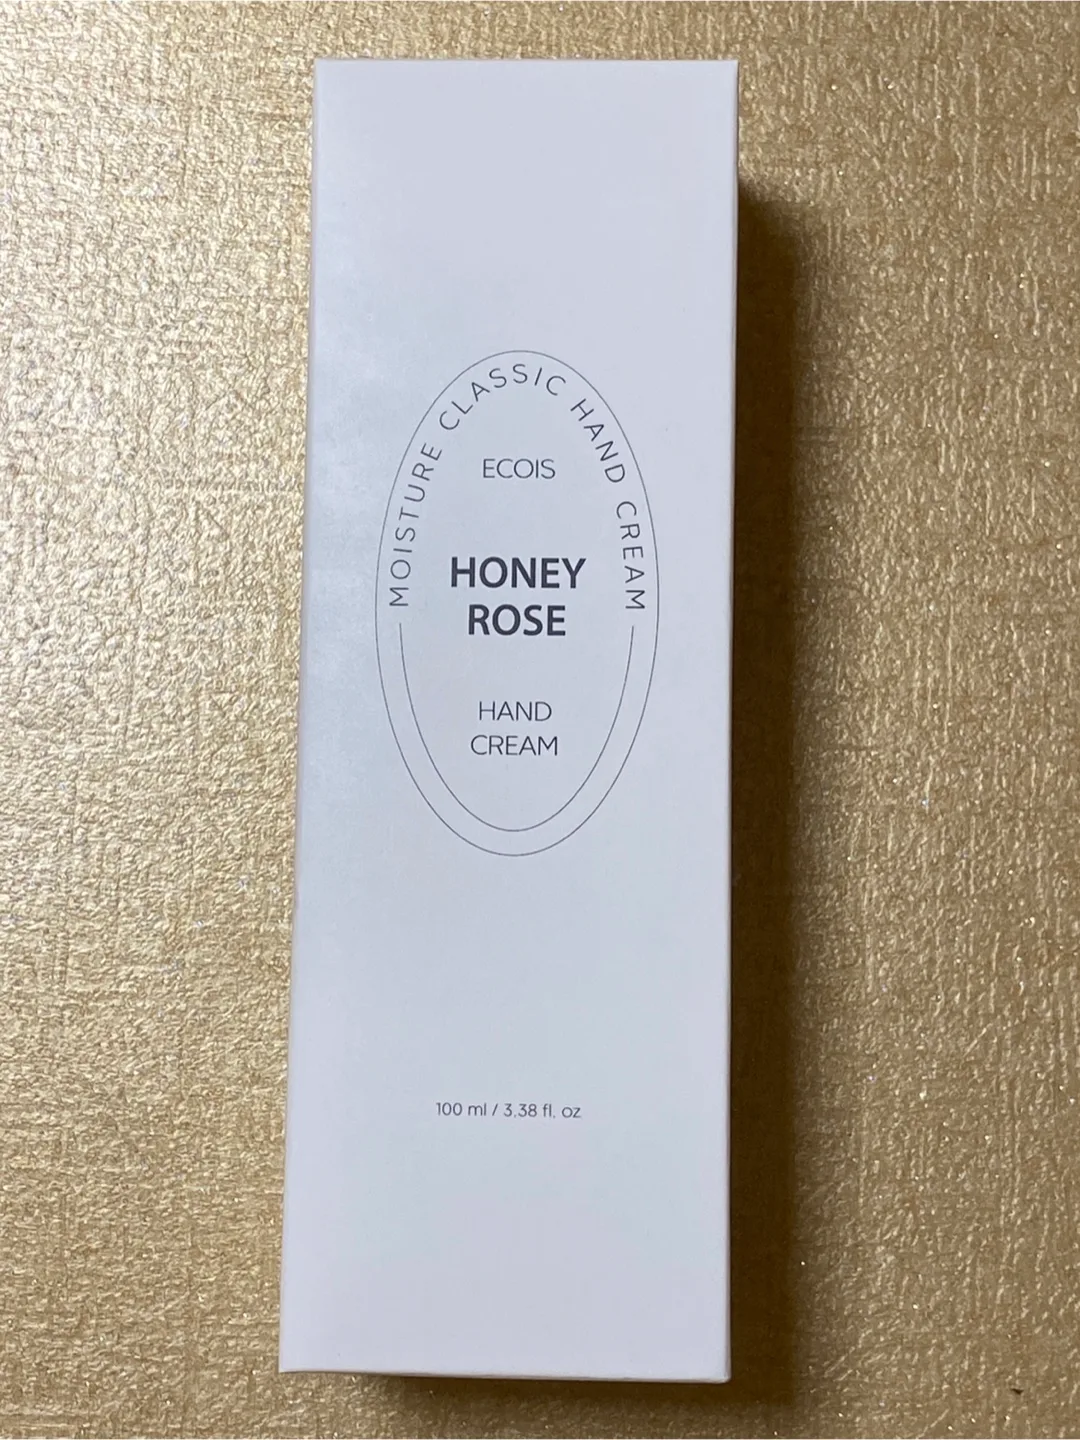 MOISTURE CLASSIC HAND CREAM
ECOIS
HONEY
ROSE
HAND
CREAM
100 ml / 3.38 fl. oz